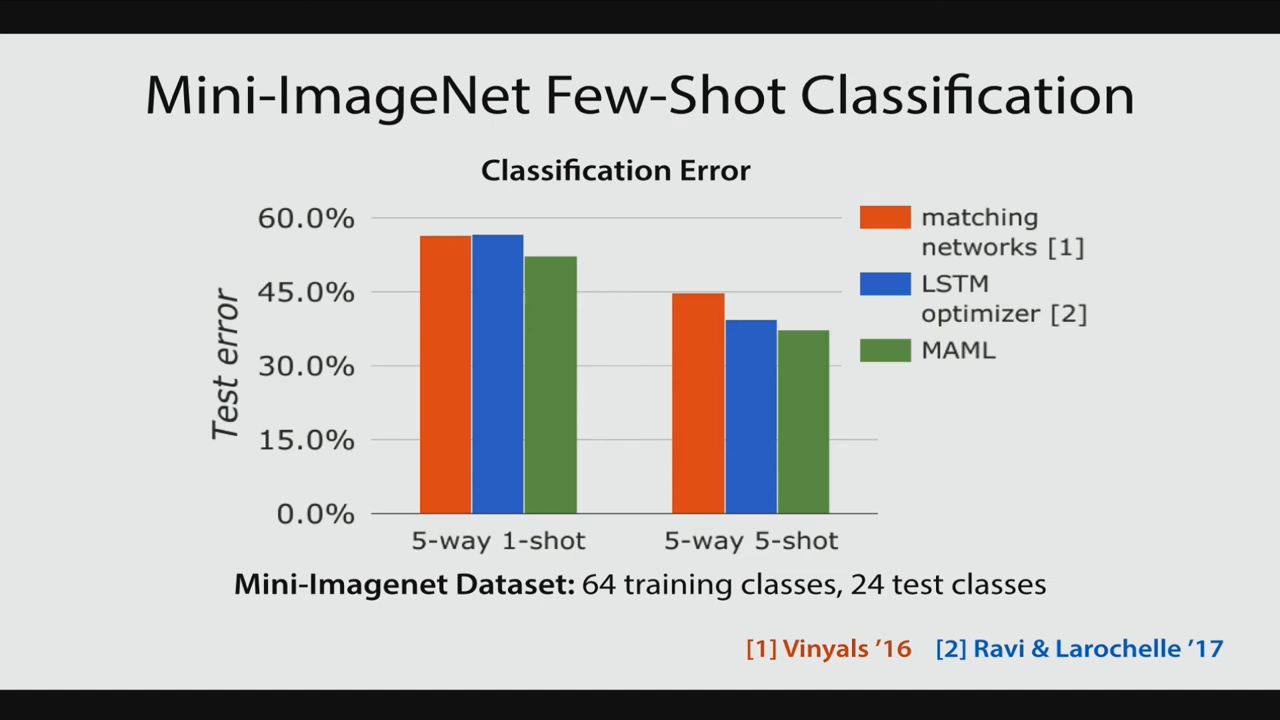 Mini-ImageNet Few-Shot Classification
Classification Error
60.0%
45.0%
30.0%
15.0%
0.0%
Test error
5-way 1-shot
5-way 5-shot
matching
networks [1]
LSTM
optimizer [2]
MAML
Mini-Imagenet Dataset: 64 training classes, 24 test classes
[1] Vinyals ’16 [2] Ravi & Larochelle ’17